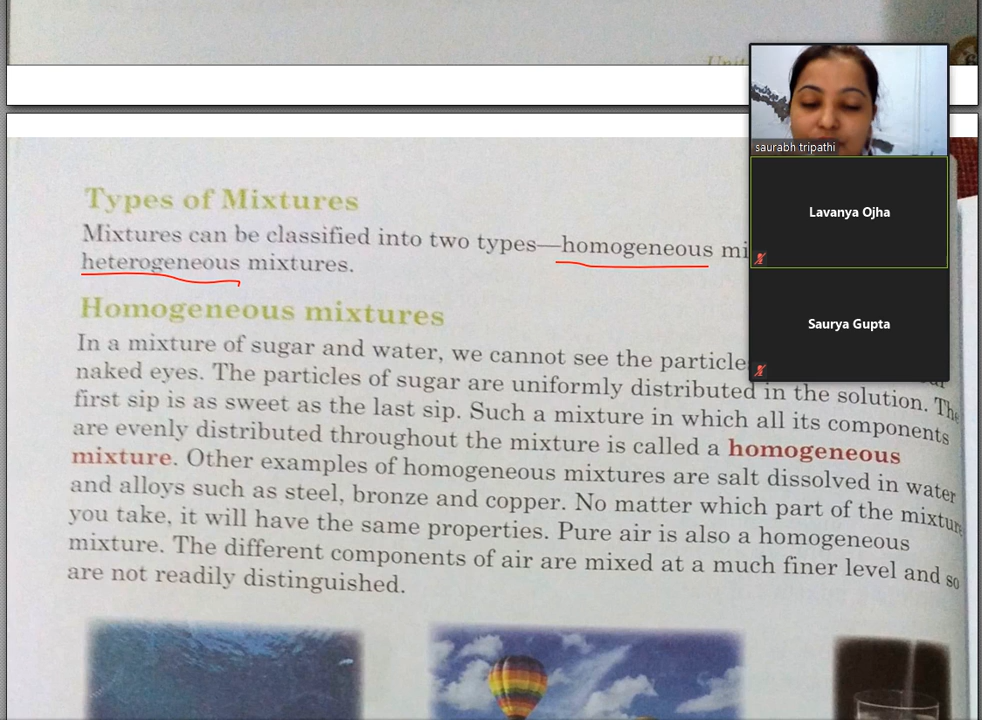 Unit
saurabh tripathi
Lavanya Ojha
Saurya Gupta
Types of Mixtures
Mixtures can be classified into two types—homogeneous
heterogeneous mixtures.
Homogeneous mixtures
In a mixture of sugar and water, we cannot see the
naked eyes. The particles of sugar are uniformly distributed in the solution. The
first sip is as sweet as the last sip. Such a mixture in which all its components
are evenly distributed throughout the mixture is called a homogeneous
mixture. Other examples of homogeneous mixtures are salt dissolved in water
and alloys such as steel, bronze and copper. No matter which part of the mixture
you take, it will have the same properties. Pure air is also a homogeneous
mixture. The different components of air are mixed at a much finer level and so
are not readily distinguished.